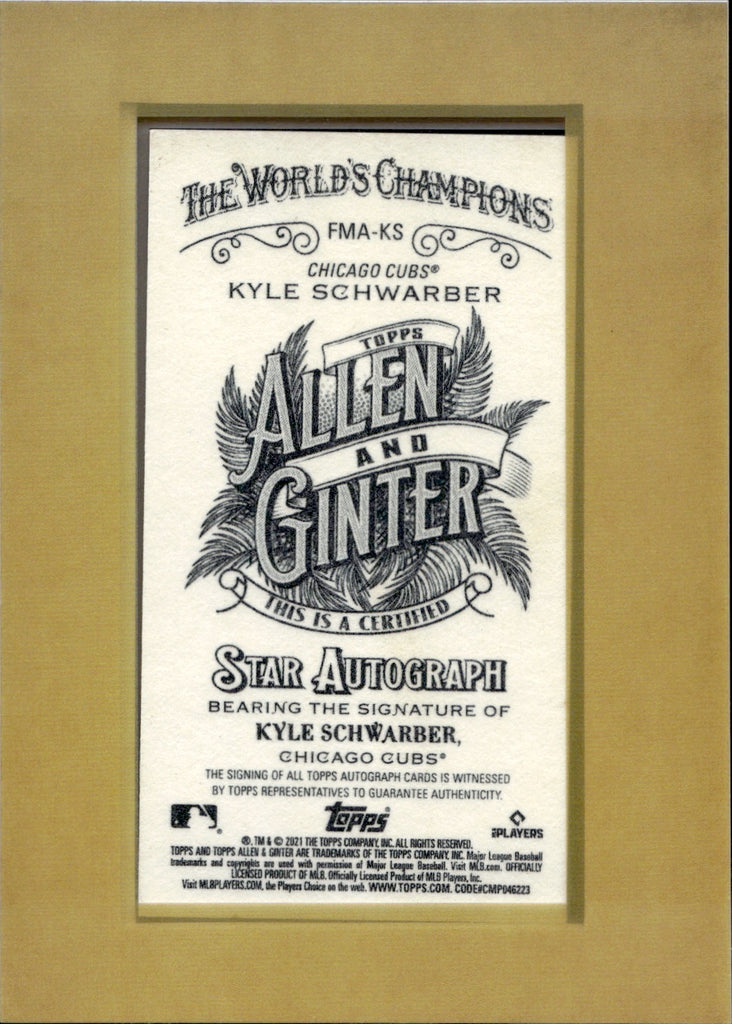 THE WORLD'S CHAMPIONS
FMA-KS
CHICAGO CUBS®
KYLE SCHWARBER
TOPPS
ALLEN
AND
GINTER
THIS IS A CERTIFIED
STAR AUTOGRAPH
BEARING THE SIGNATURE OF
KYLE SCHWARBER,
CHICAGO CUBS®
THE SIGNING OF ALL TOPPS AUTOGRAPH CARDS IS WITNESSED
BY TOPPS REPRESENTATIVES TO GUARANTEE AUTHENTICITY.
topps®
PLAYERS
®, TM & © 2021 THE TOPPS COMPANY, INC. ALL RIGHTS RESERVED.
TOPPS AND TOPPS ALLEN & GINTER ARE TRADEMARKS OF THE TOPPS COMPANY, INC. Major League Baseball
trademarks and copyrights are used with permission of Major League Baseball. Visit MLB.com. OFFICIALLY
LICENSED PRODUCT OF MLB. Officially Licensed Product of MLB Players, Inc.
Visit MLBPLAYERS.COM, the Players Choice on the web. WWW.TOPPS.COM. CODE#CMP046223